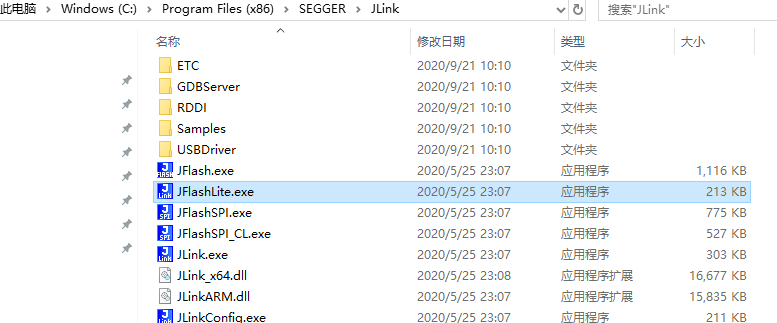 此电脑 > Windows (C:) > Program Files (x86) > SEGGER > JLink
搜索"JLink"
名称 修改日期 类型 大小
ETC 2020/9/21 10:10 文件夹
GDBServer 2020/9/21 10:10 文件夹
RDDI 2020/9/21 10:10 文件夹
Samples 2020/9/21 10:10 文件夹
USBDriver 2020/9/21 10:10 文件夹
JFlash.exe 2020/5/25 23:07 应用程序 1,116 KB
JFlashLite.exe 2020/5/25 23:07 应用程序 213 KB
JFlashSPI.exe 2020/5/25 23:07 应用程序 775 KB
JFlashSPI_CL.exe 2020/5/25 23:07 应用程序 527 KB
JLink.exe 2020/5/25 23:07 应用程序 303 KB
JLink_x64.dll 2020/5/25 23:08 应用程序扩展 16,677 KB
JLinkARM.dll 2020/5/25 23:07 应用程序扩展 15,835 KB
JLinkConfig.exe 2020/5/25 23:07 应用程序 211 KB